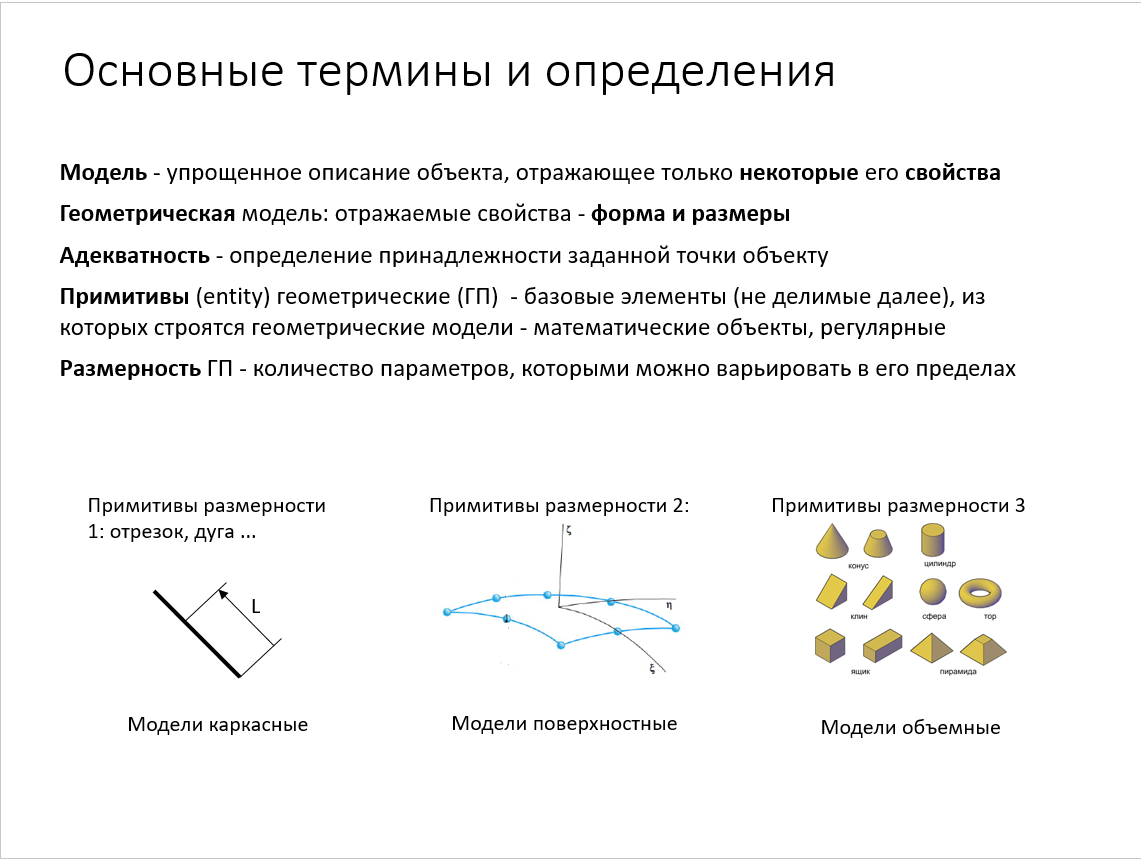 Основные термины и определения
Модель - упрощенное описание объекта, отражающее только некоторые его свойства
Геометрическая модель: отражаемые свойства - форма и размеры
Адекватность - определение принадлежности заданной точки объекту
Примитивы (entity) геометрические (ГП) - базовые элементы (не делимые далее), из
которых строятся геометрические модели - математические объекты, регулярные
Размерность ГП - количество параметров, которыми можно варьировать в его пределах
Примитивы размерности
1: отрезок, дуга ...
L
Модели каркасные
Примитивы размерности 2:
ζ
η
ξ
Модели поверхностные
Примитивы размерности 3
конус
цилиндр
клин
сфера
тор
ящик
пирамида
Модели объемные